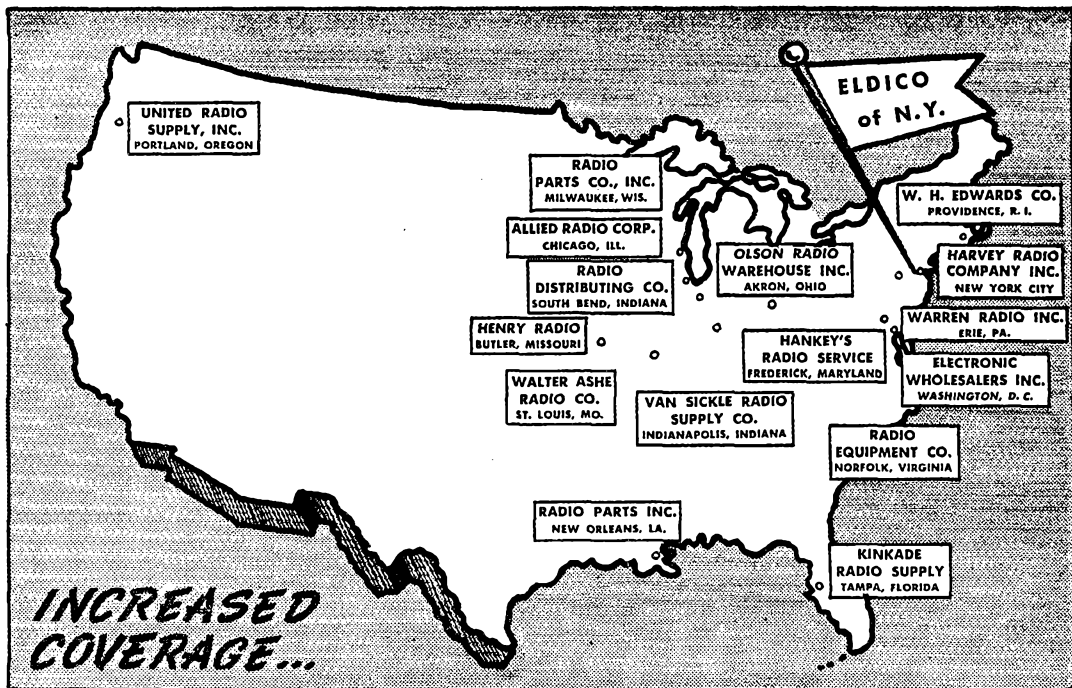 ELDICO
of N.Y.
UNITED RADIO
SUPPLY, INC.
PORTLAND, OREGON
RADIO
PARTS CO., INC.
MILWAUKEE, WIS.
W. H. EDWARDS CO.
PROVIDENCE, R. I.
ALLIED RADIO CORP.
CHICAGO, ILL.
OLSON RADIO
WAREHOUSE INC.
AKRON, OHIO
HARVEY RADIO
COMPANY INC.
NEW YORK CITY
RADIO
DISTRIBUTING CO.
SOUTH BEND, INDIANA
HENRY RADIO
BUTLER, MISSOURI
WARREN RADIO INC.
ERIE, PA.
HANKEY'S
RADIO SERVICE
FREDERICK, MARYLAND
ELECTRONIC
WHOLESALERS INC.
WASHINGTON, D. C.
WALTER ASHE
RADIO CO.
ST. LOUIS, MO.
VAN SICKLE RADIO
SUPPLY CO.
INDIANAPOLIS, INDIANA
RADIO
EQUIPMENT CO.
NORFOLK, VIRGINIA
RADIO PARTS INC.
NEW ORLEANS, LA.
KINKADE
RADIO SUPPLY
TAMPA, FLORIDA
INCREASED
COVERAGE...